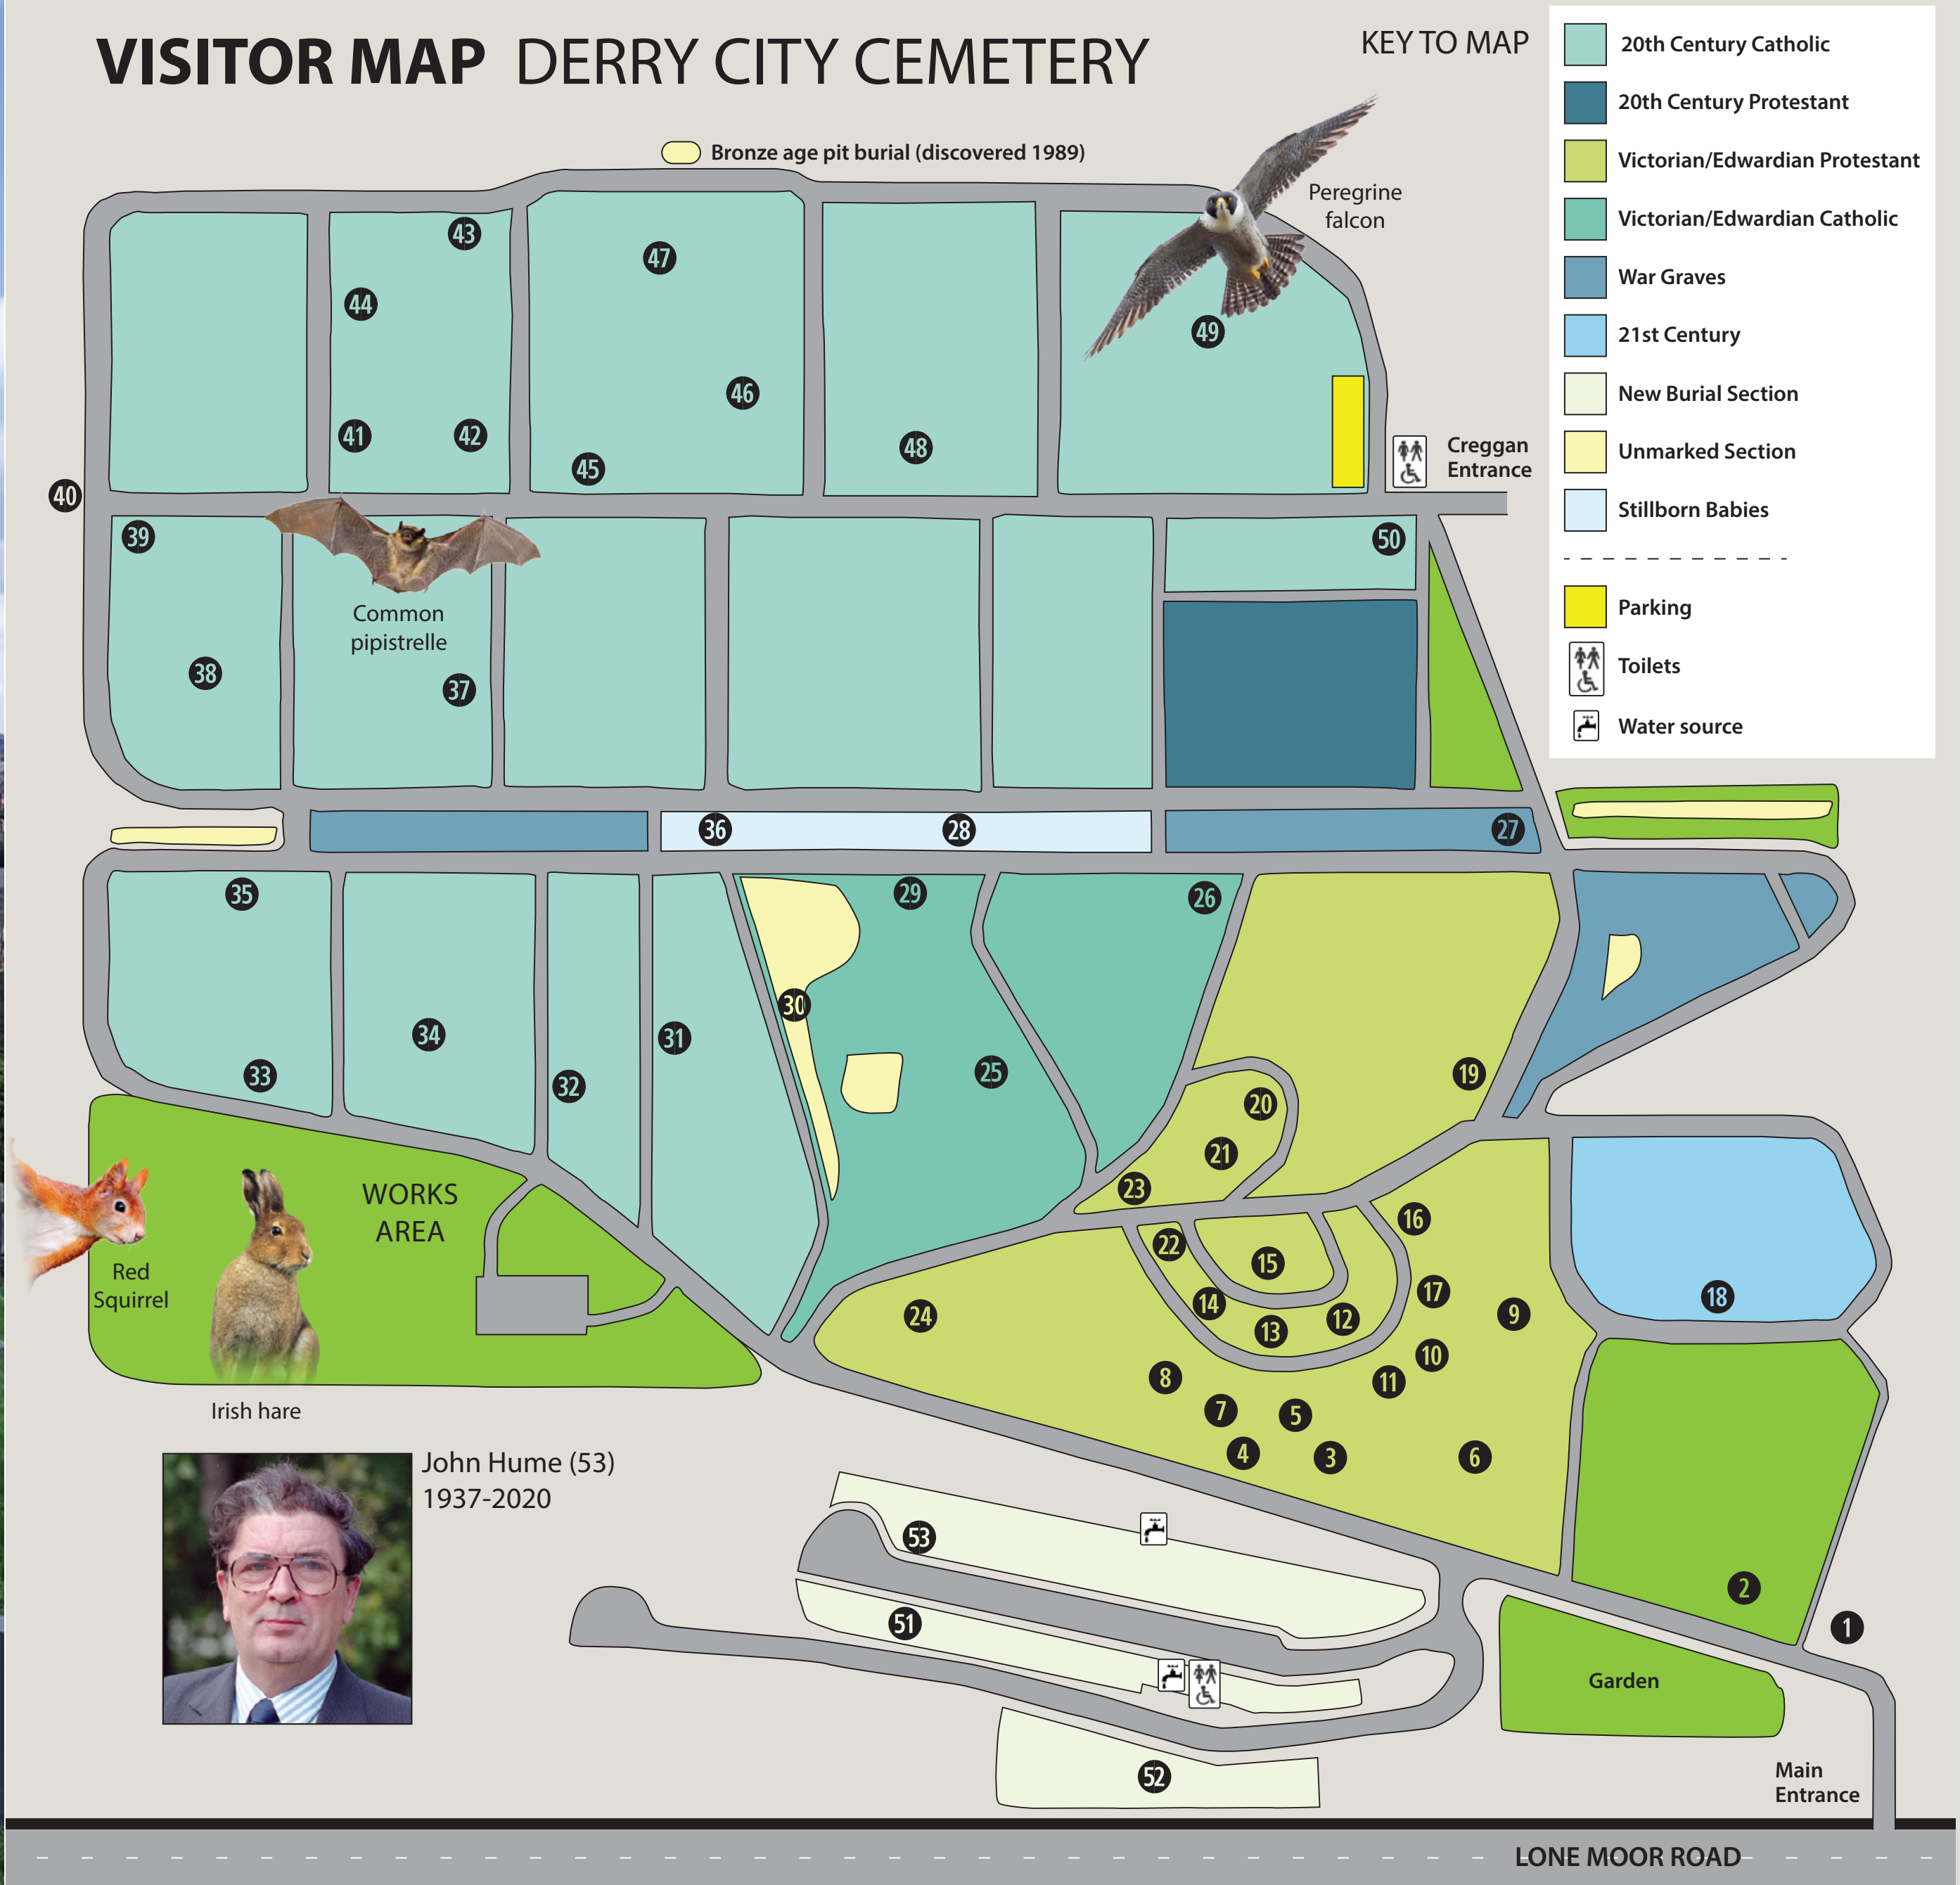 VISITOR MAP DERRY CITY CEMETERY
KEY TO MAP
20th Century Catholic
20th Century Protestant
Victorian/Edwardian Protestant
Victorian/Edwardian Catholic
War Graves
21st Century
New Burial Section
Unmarked Section
Stillborn Babies
Parking
Toilets
Water source
Bronze age pit burial (discovered 1989)
Peregrine
falcon
43
47
44
49
46
41
42
45
48
Creggan
Entrance
40
39
50
Common
pipistrelle
38
37
36
28
27
35
29
26
30
34
31
25
19
33
32
20
21
23
WORKS
AREA
16
22
15
Red
Squirrel
17
18
14
24
13
12
9
10
8
11
Irish hare
7
5
4
3
6
John Hume (53)
1937-2020
53
2
51
1
Garden
52
Main
Entrance
LONE MOOR ROAD